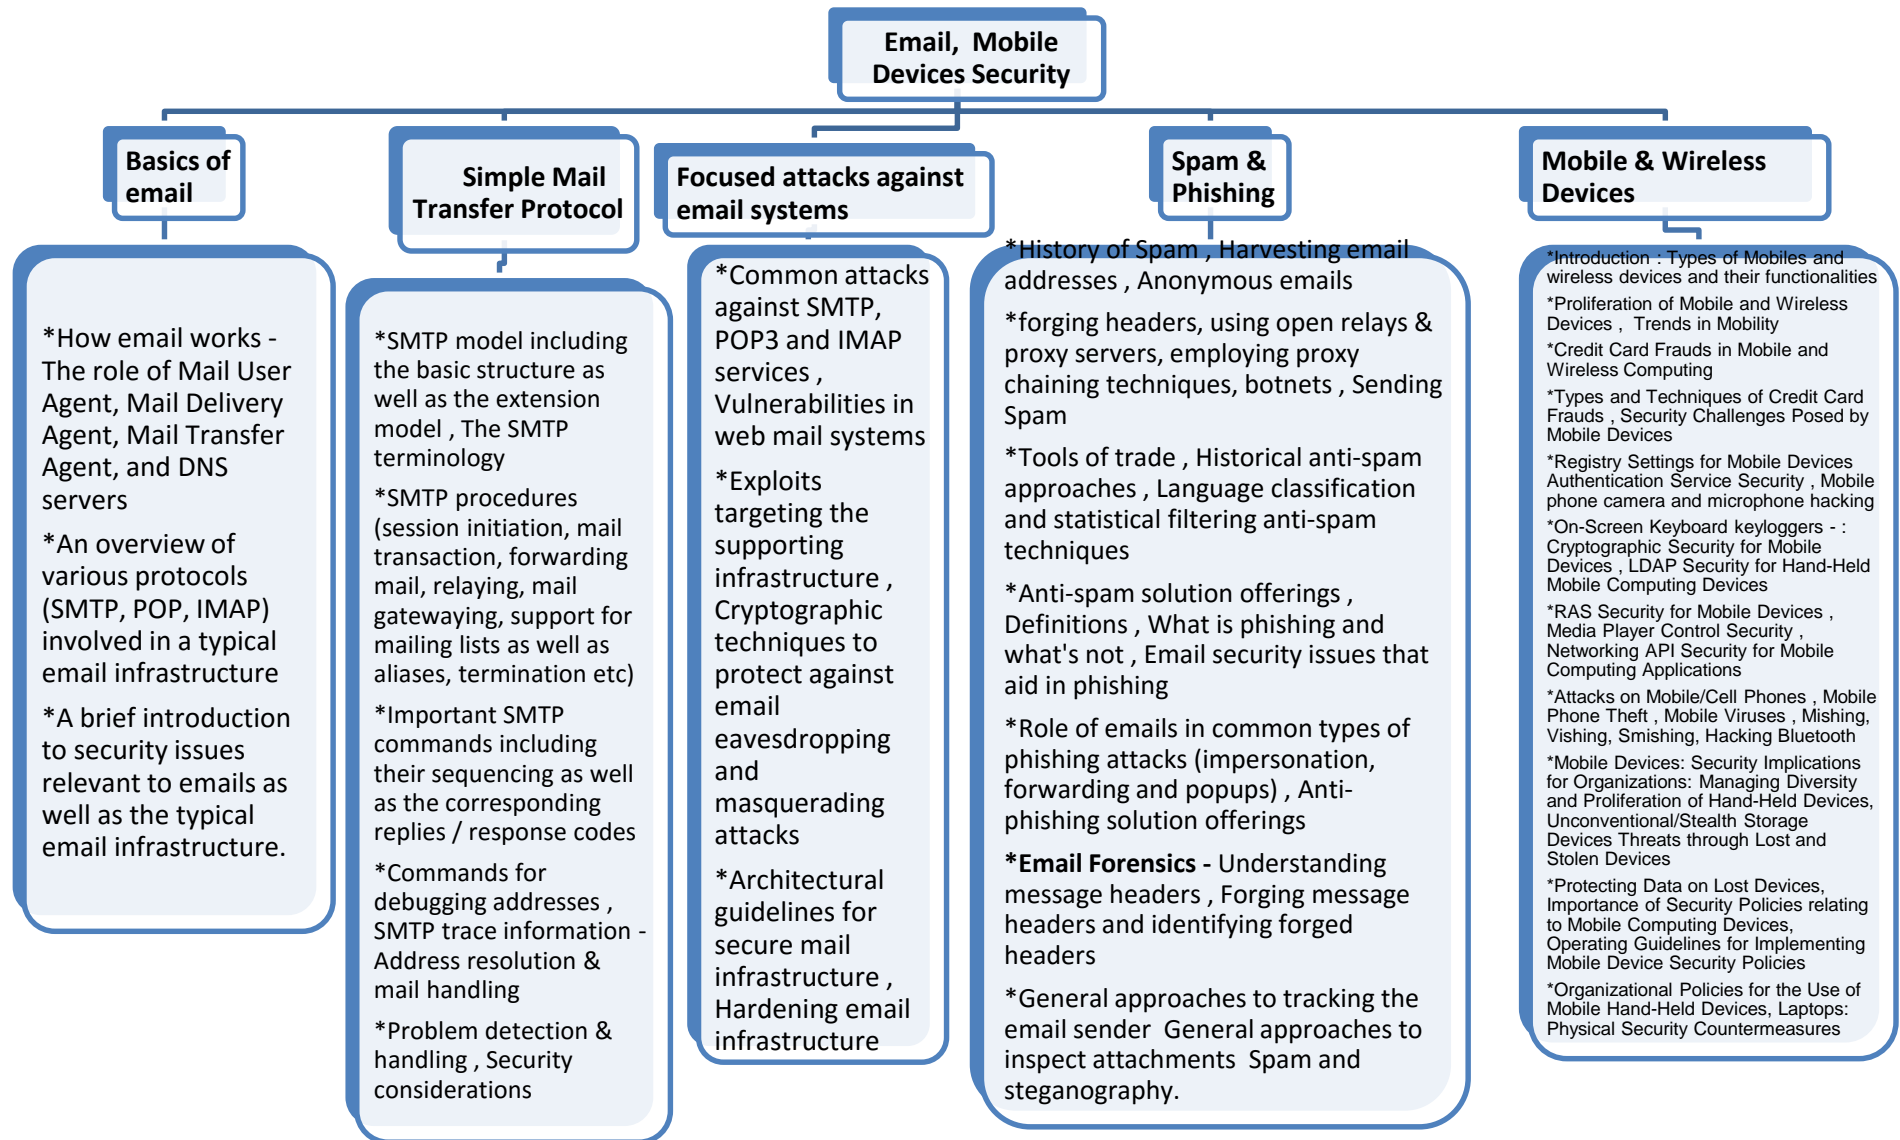 Email,  Mobile
Devices Security
Basics of
email
*How email works -
The role of Mail User
Agent, Mail Delivery
Agent, Mail Transfer
Agent, and DNS
servers
*An overview of
various protocols
(SMTP, POP, IMAP)
involved in a typical
email infrastructure
*A brief introduction
to security issues
relevant to emails as
well as the typical
email infrastructure.
Simple Mail
Transfer Protocol
*SMTP model including
the basic structure as
well as the extension
model , The SMTP
terminology
*SMTP procedures
(session initiation, mail
transaction, forwarding
mail, relaying, mail
gatewaying, support for
mailing lists as well as
aliases, termination etc)
*Important SMTP
commands including
their sequencing as well
as the corresponding
replies / response codes
*Commands for
debugging addresses ,
SMTP trace information -
Address resolution &
mail handling
*Problem detection &
handling , Security
considerations
Focused attacks against
email systems
*Common attacks
against SMTP,
POP3 and IMAP
services ,
Vulnerabilities in
web mail systems
*Exploits
targeting the
supporting
infrastructure ,
Cryptographic
techniques to
protect against
email
eavesdropping
and
masquerading
attacks
*Architectural
guidelines for
secure mail
infrastructure ,
Hardening email
infrastructure
Spam &
Phishing
*History of Spam , Harvesting email
addresses , Anonymous emails
*forging headers, using open relays &
proxy servers, employing proxy
chaining techniques, botnets , Sending
Spam
*Tools of trade , Historical anti-spam
approaches , Language classification
and statistical filtering anti-spam
techniques
*Anti-spam solution offerings ,
Definitions , What is phishing and
what's not , Email security issues that
aid in phishing
*Role of emails in common types of
phishing attacks (impersonation,
forwarding and popups) , Anti-
phishing solution offerings
*Email Forensics - Understanding
message headers , Forging message
headers and identifying forged
headers
*General approaches to tracking the
email sender  General approaches to
inspect attachments  Spam and
steganography.
Mobile & Wireless
Devices
*Introduction : Types of Mobiles and
wireless devices and their functionalities
*Proliferation of Mobile and Wireless
Devices ,  Trends in Mobility
*Credit Card Frauds in Mobile and
Wireless Computing
*Types and Techniques of Credit Card
Frauds , Security Challenges Posed by
Mobile Devices
*Registry Settings for Mobile Devices
Authentication Service Security , Mobile
phone camera and microphone hacking
*On-Screen Keyboard keyloggers - :
Cryptographic Security for Mobile
Devices , LDAP Security for Hand-Held
Mobile Computing Devices
*RAS Security for Mobile Devices ,
Media Player Control Security ,
Networking API Security for Mobile
Computing Applications
*Attacks on Mobile/Cell Phones , Mobile
Phone Theft , Mobile Viruses , Mishing,
Vishing, Smishing, Hacking Bluetooth
*Mobile Devices: Security Implications
for Organizations: Managing Diversity
and Proliferation of Hand-Held Devices,
Unconventional/Stealth Storage
Devices Threats through Lost and
Stolen Devices
*Protecting Data on Lost Devices,
Importance of Security Policies relating
to Mobile Computing Devices,
Operating Guidelines for Implementing
Mobile Device Security Policies
*Organizational Policies for the Use of
Mobile Hand-Held Devices, Laptops:
Physical Security Countermeasures